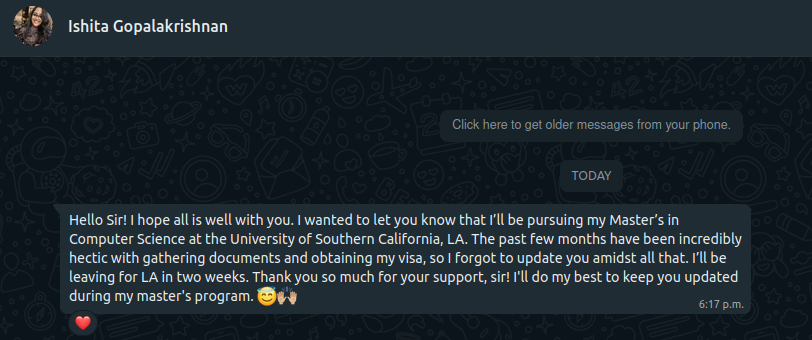 Ishita Gopalakrishnan
Click here to get older messages from your phone.
TODAY
Hello Sir! I hope all is well with you. I wanted to let you know that I’ll be pursuing my Master’s in
Computer Science at the University of Southern California, LA. The past few months have been incredibly
hectic with gathering documents and obtaining my visa, so I forgot to update you amidst all that. I’ll be
leaving for LA in two weeks. Thank you so much for your support, sir! I'll do my best to keep you updated
during my master's program. 😅🙌🏼
6:17 p.m.
❤️